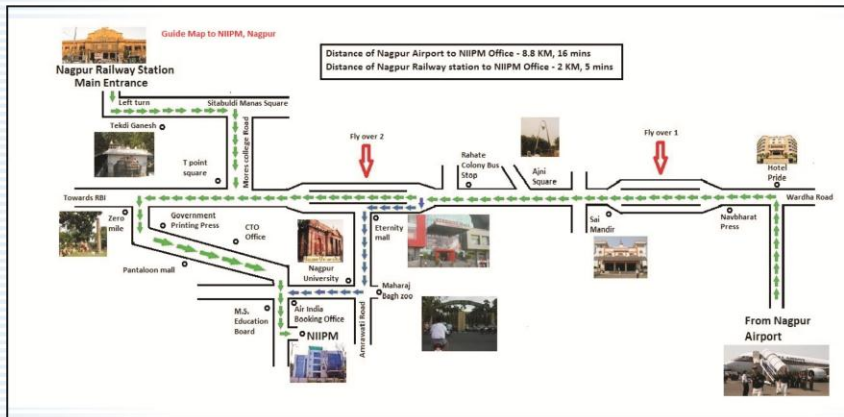 Guide Map to NIIPM, Nagpur
Distance of Nagpur Airport to NIIPM Office - 8.8 KM, 16 mins
Distance of Nagpur Railway station to NIIPM Office - 2 KM, 5 mins
Nagpur Railway Station
Main Entrance
Left turn
Sitabuldi Manas Square
Tekdi Ganesh
Mores college Road
T point
square
Fly over 2
Rahate
Colony Bus
Stop
Ajni
Square
Fly over 1
Hotel
Pride
Towards RBI
Wardha Road
Zero
mile
Government
Printing Press
CTO
Office
Eternity
mall
Sai
Mandir
Navbharat
Press
Pantaloon mall
Nagpur
University
Maharaj
Bagh zoo
M.S.
Education
Board
Air India
Booking Office
Amrawati Road
NIIPM
From Nagpur
Airport